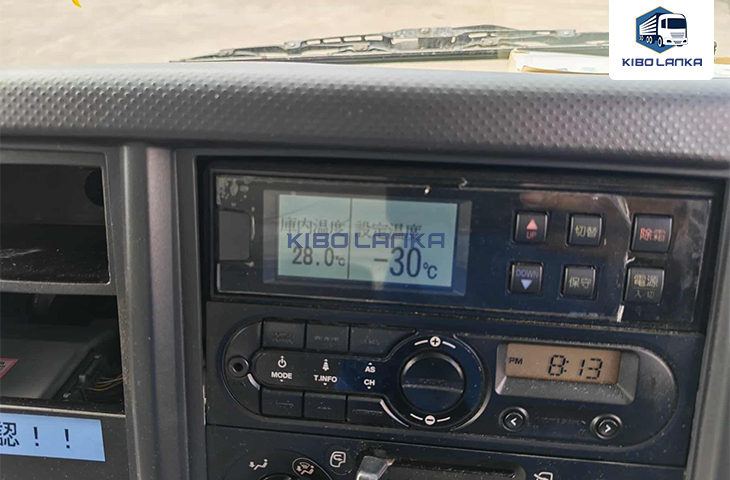 KIBO LANKA
庫内温度 設定温度
KIBO LANKA
28.0℃ -30℃
UP 切替 除霜
DOWN 保守 電源
入/切
MODE T.INFO AS
CH
PM 8:13
認！！